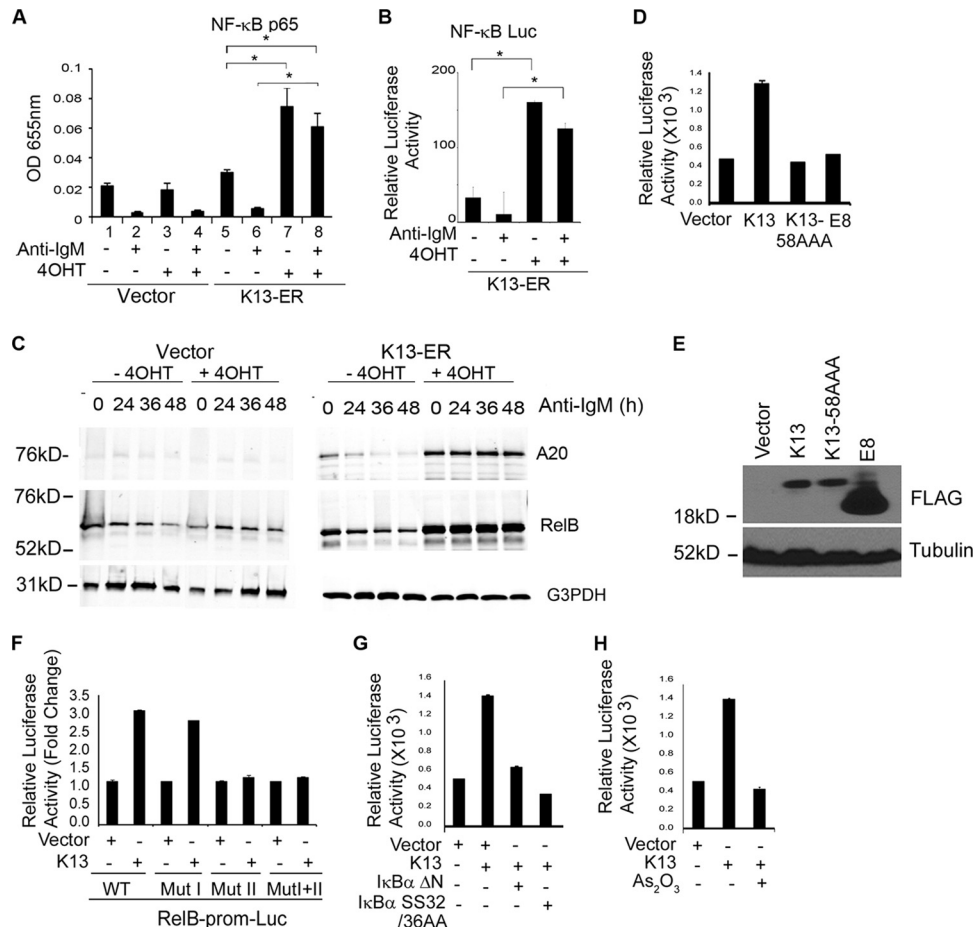 A
NF-κB p65
* * *
OD 655nm
0.1
0.08
0.06
0.04
0.02
0
1 2 3 4 5 6 7 8
Anti-IgM - + - + - + - +
4OHT - - + + - - + +
Vector K13-ER
B
NF-κB Luc
* *
Relative Luciferase
Activity
200
100
0
Anti-IgM - + - +
4OHT - - + +
K13-ER
D
Relative Luciferase
Activity (X10 3)
1.4
1.2
1.0
0.8
0.6
0.4
0.2
0.0
Vector K13 K13- E8
58AAA
C
Vector K13-ER
- 4OHT + 4OHT - 4OHT + 4OHT
0 24 36 48 0 24 36 48 0 24 36 48 0 24 36 48 Anti-IgM (h)
76kD- A20
76kD
RelB
52kD
31kD G3PDH
E
Vector
K13
K13-58AAA
E8
18kD FLAG
52kD Tubulin
F
Relative Luciferase
Activity (Fold Change)
3.5
3.0
2.5
2.0
1.5
1.0
0.5
0.0
Vector + - + - + - + -
K13 - + - + - + - +
WT Mut I Mut II MutI+II
RelB-prom-Luc
G
Relative Luciferase
Activity (X10 3)
1.6
1.4
1.2
1.0
0.8
0.6
0.4
0.2
0.0
Vector + + - -
K13 - + + +
IκBα ΔN - - + -
IκBα SS32 - - - +
/36AA
H
Relative Luciferase
Activity (X10 3)
1.6
1.4
1.2
1.0
0.8
0.6
0.4
0.2
0.0
Vector + - -
K13 - + +
As2O3 - - +